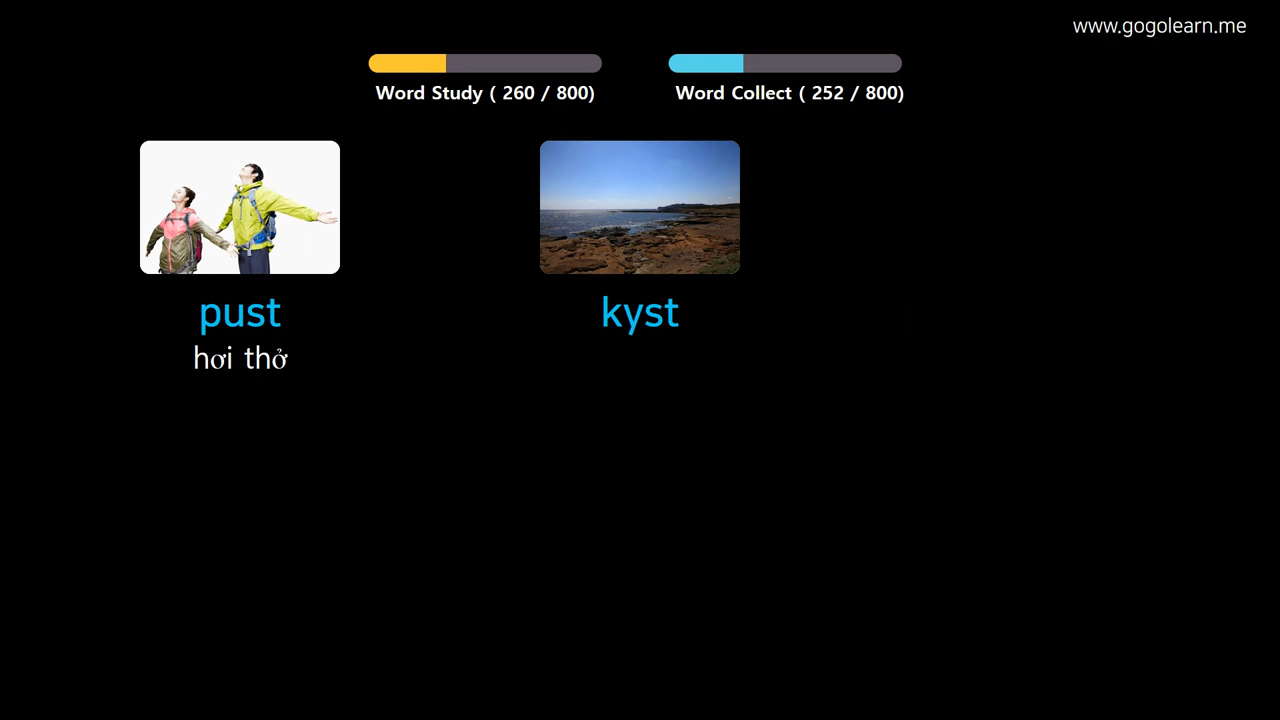 www.gogolearn.me
Word Study ( 260 / 800)
Word Collect ( 252 / 800)
pust
kyst
hơi thở